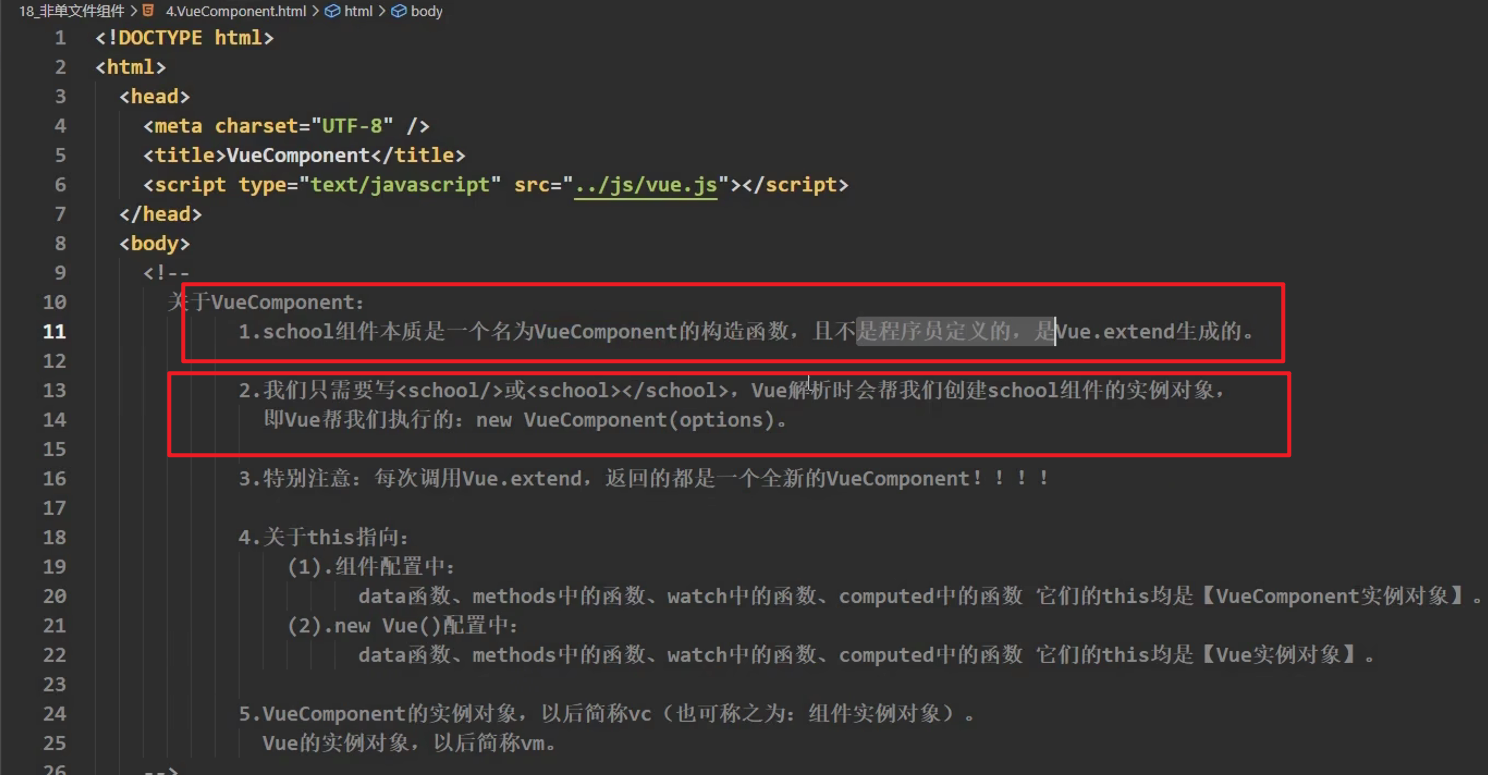 18_非单文件组件 > 4.VueComponent.html > html > body
1 <!DOCTYPE html>
2 <html>
3 <head>
4 <meta charset="UTF-8" />
5 <title>VueComponent</title>
6 <script type="text/javascript" src="../js/vue.js"></script>
7 </head>
8 <body>
9 <!--
10 关于VueComponent：
11 1.school组件本质是一个名为VueComponent的构造函数，且不是程序员定义的，是Vue.extend生成的。
12
13 2.我们只需要写<school/>或<school></school>，Vue解析时会帮我们创建school组件的实例对象，
14 即Vue帮我们执行的：new VueComponent(options)。
15
16 3.特别注意：每次调用Vue.extend，返回的都是一个全新的VueComponent！！！！
17
18 4.关于this指向：
19 (1).组件配置中：
20 data函数、methods中的函数、watch中的函数、computed中的函数 它们的this均是【VueComponent实例对象】。
21 (2).new Vue()配置中：
22 data函数、methods中的函数、watch中的函数、computed中的函数 它们的this均是【Vue实例对象】。
23
24 5.VueComponent的实例对象，以后简称vc（也可称之为：组件实例对象）。
25 Vue的实例对象，以后简称vm。
26 -->